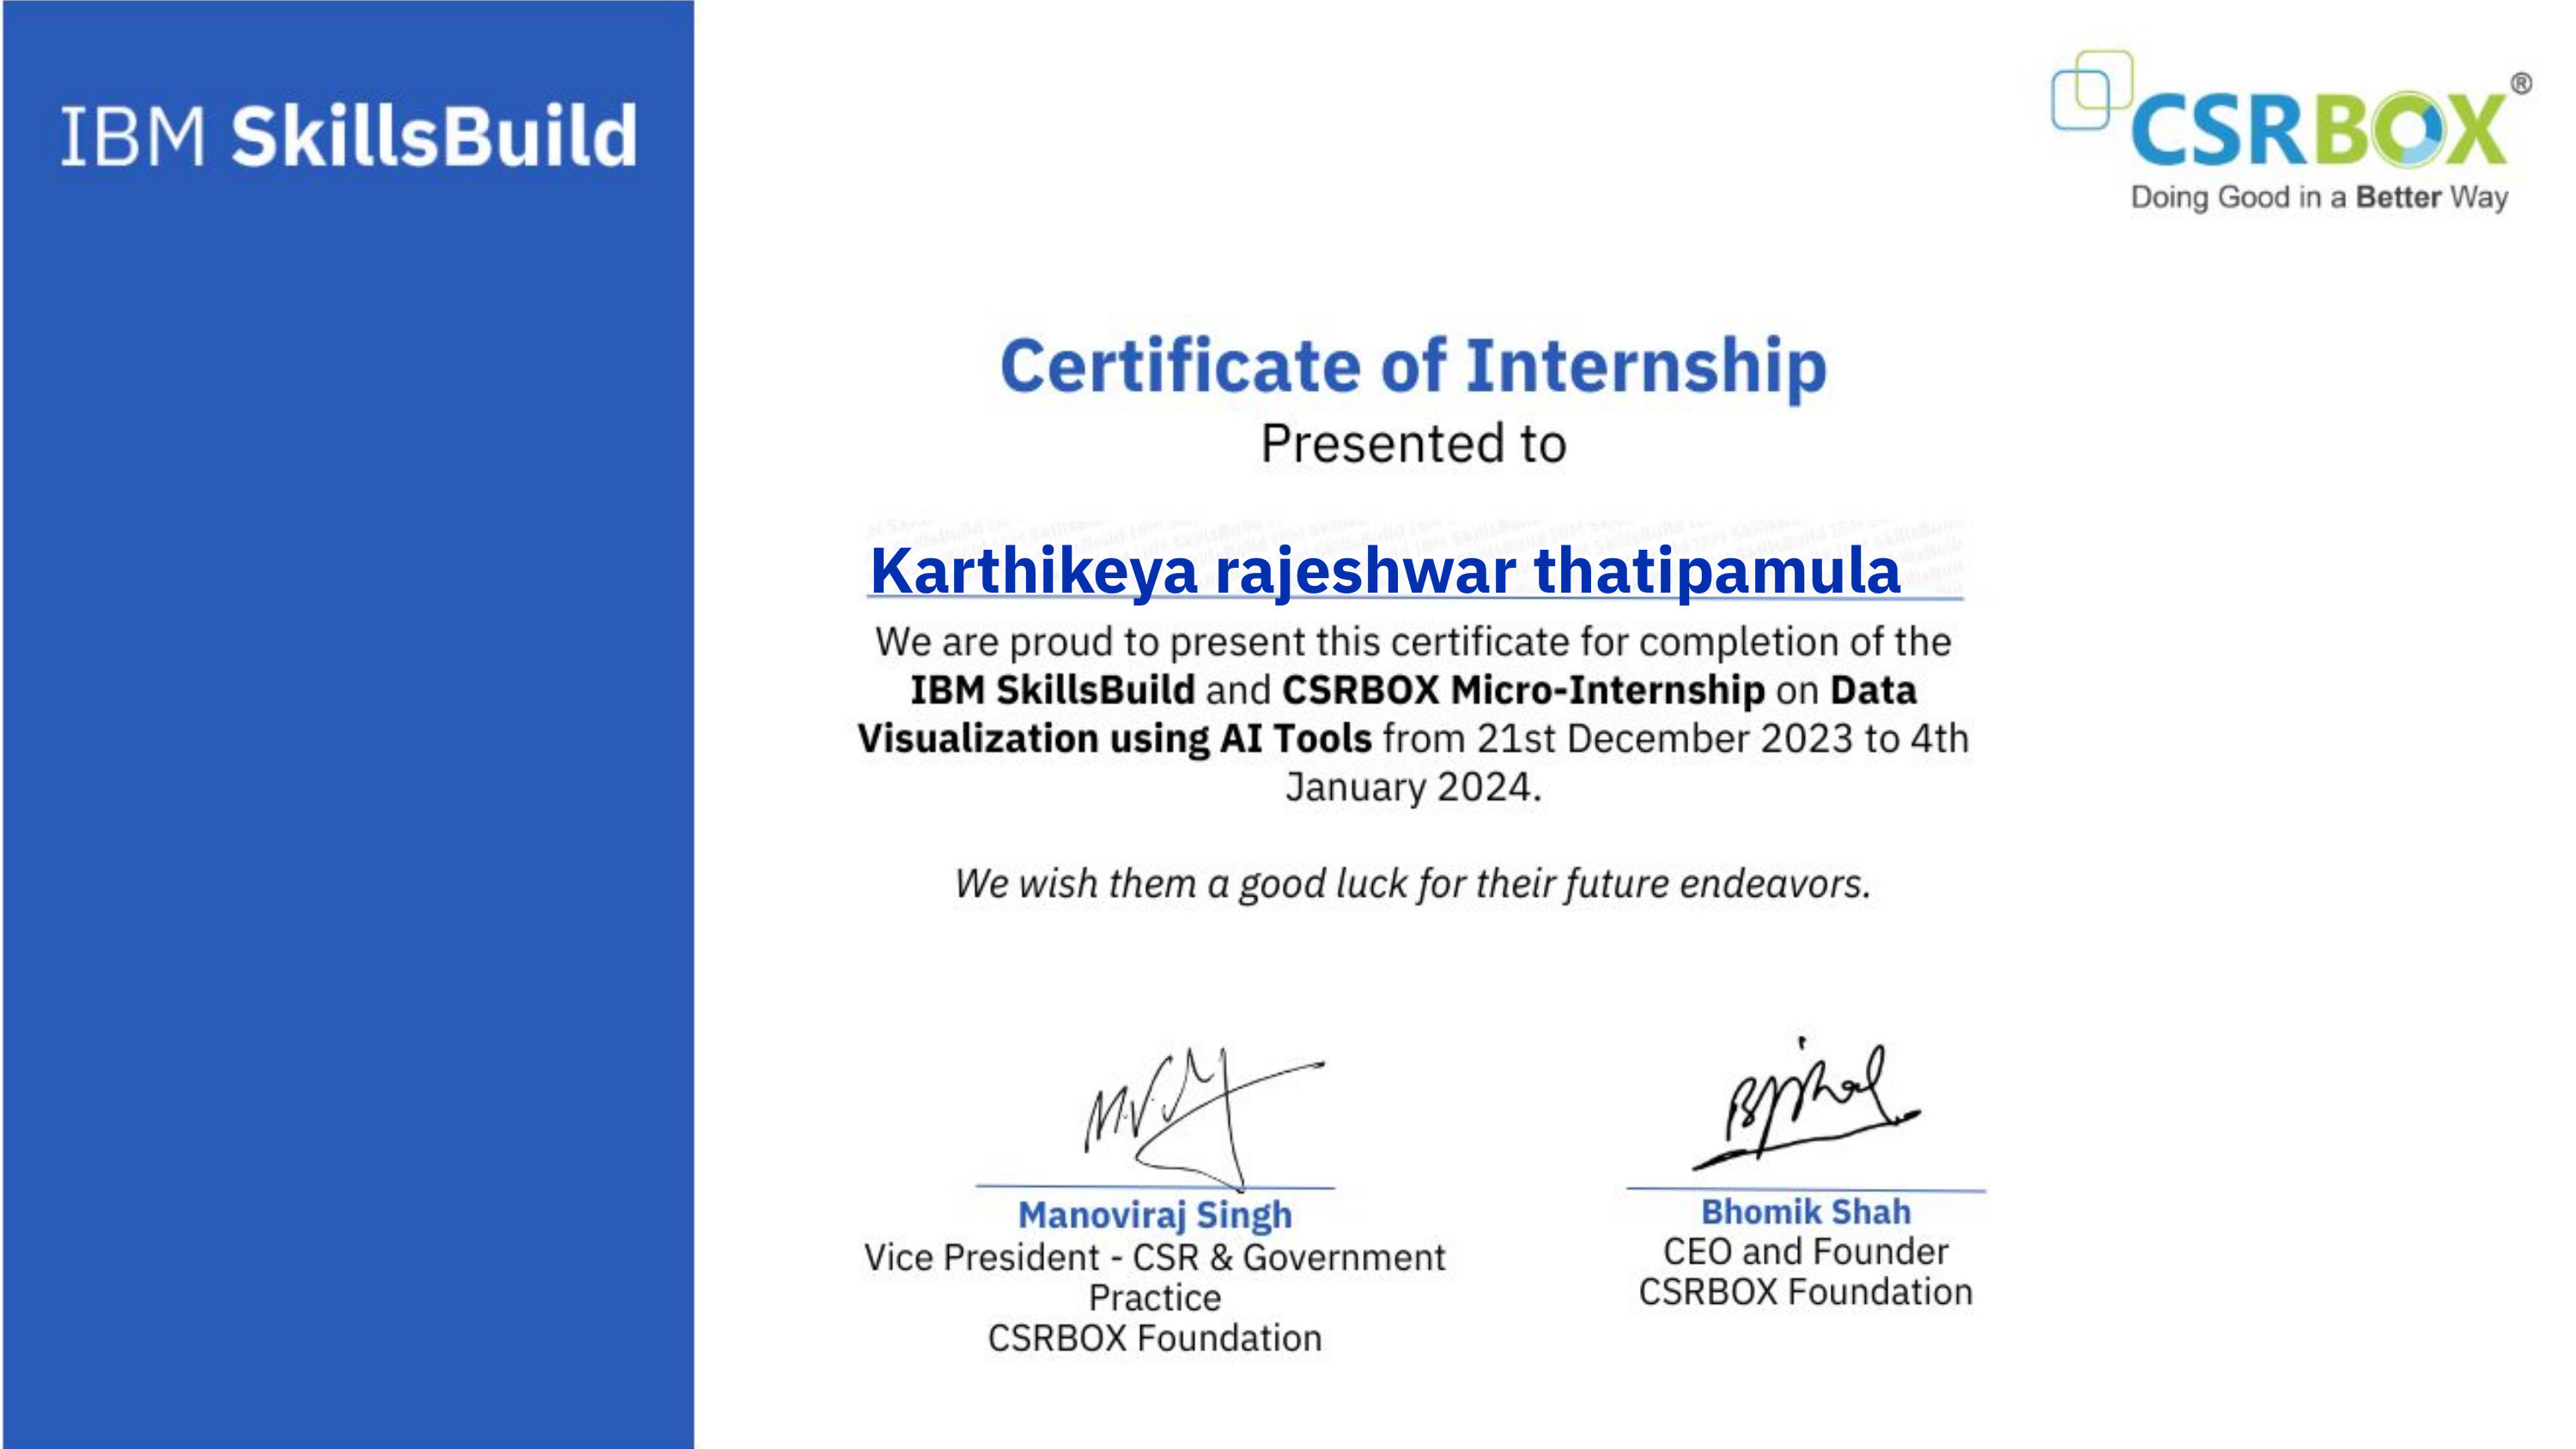 IBM SkillsBuild
CSRBOX®
Doing Good in a Better Way
Certificate of Internship
Presented to
Karthikeya rajeshwar thatipamula
We are proud to present this certificate for completion of the
IBM SkillsBuild and CSRBOX Micro-Internship on Data
Visualization using AI Tools from 21st December 2023 to 4th
January 2024.
We wish them a good luck for their future endeavors.
Manoviraj Singh
Vice President - CSR & Government
Practice
CSRBOX Foundation
Bhomik Shah
CEO and Founder
CSRBOX Foundation